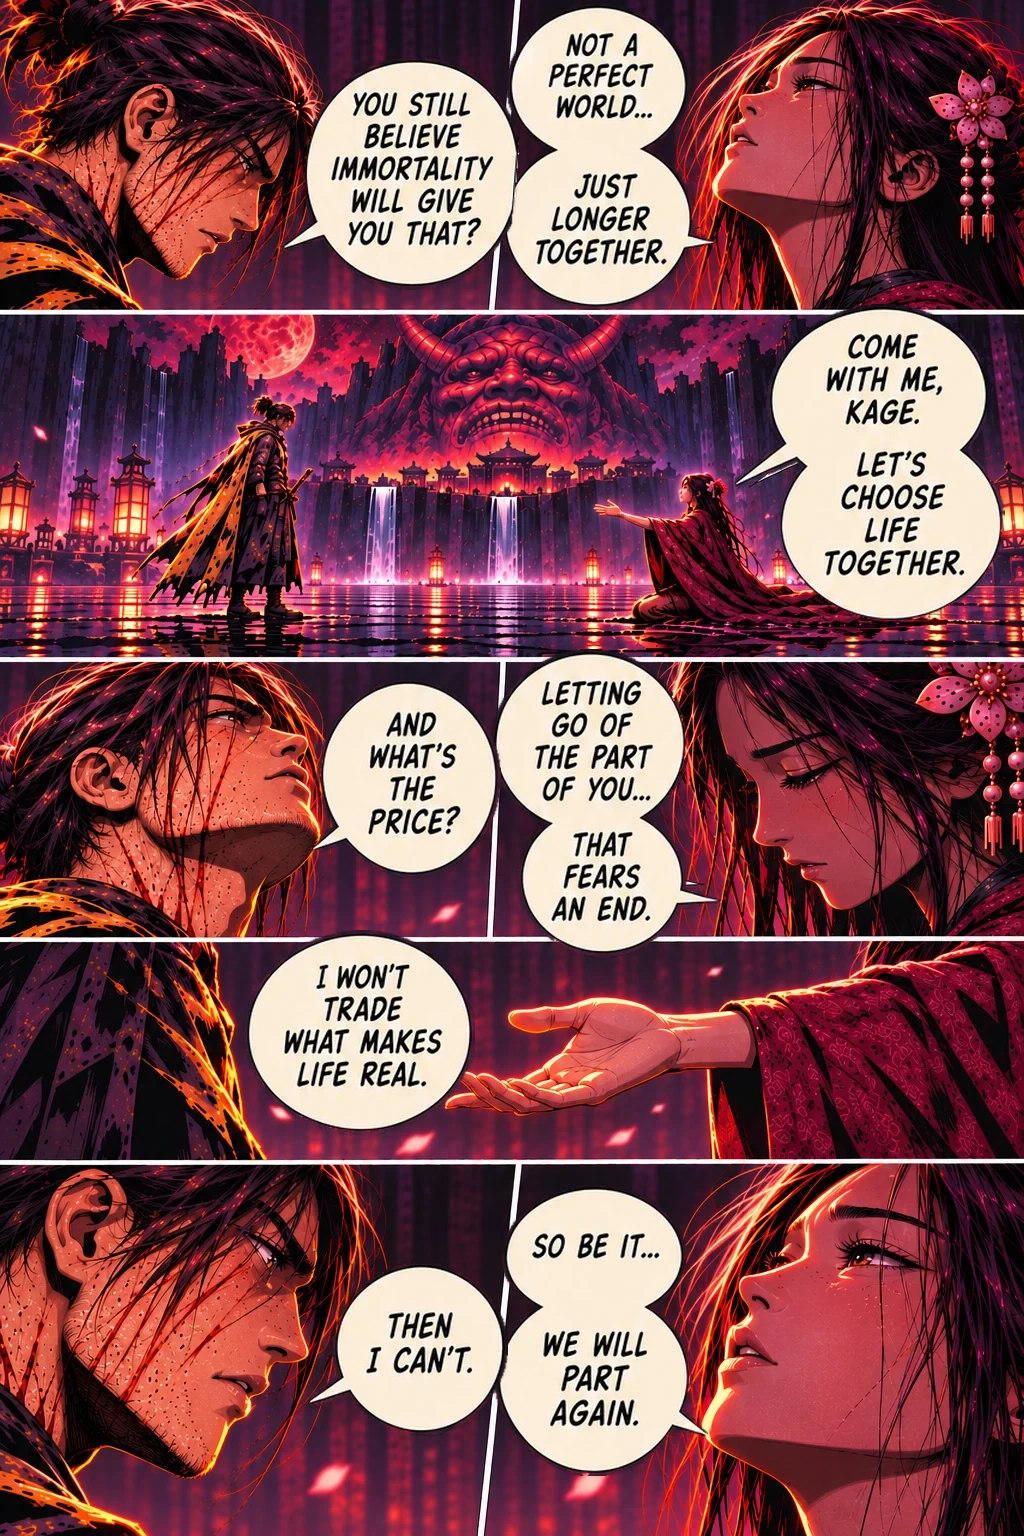 YOU STILL
BELIEVE
IMMORTALITY
WILL GIVE
YOU THAT?
NOT A
PERFECT
WORLD...
JUST
LONGER
TOGETHER.
COME
WITH ME,
KAGE.
LET'S
CHOOSE
LIFE
TOGETHER.
AND
WHAT'S
THE
PRICE?
LETTING
GO OF
THE PART
OF YOU...
THAT
FEARS
AN END.
I WON'T
TRADE
WHAT MAKES
LIFE REAL.
THEN
I CAN'T.
SO BE IT...
WE WILL
PART
AGAIN.